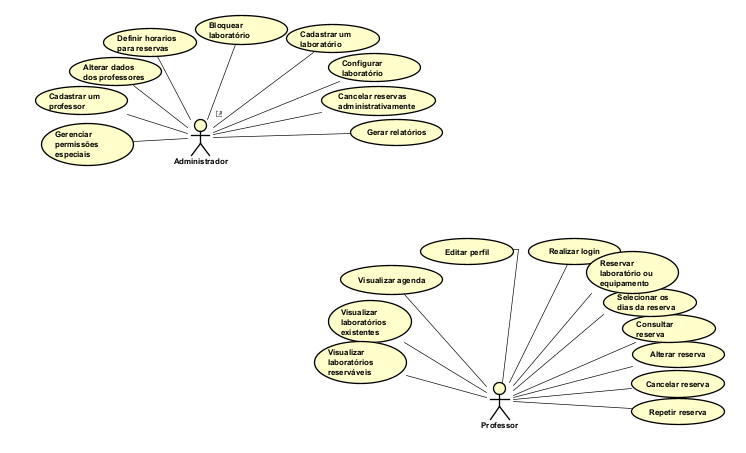 Bloquear
laboratório
Definir horarios
para reservas
Cadastrar um
laboratório
Alterar dados
dos professores
Configurar
laboratório
Cadastrar um
professor
Cancelar reservas
administrativamente
Gerenciar
permissões
especiais
Gerar relatórios
Administrador
Editar perfil
Realizar login
Reservar
laboratório ou
equipamento
Visualizar agenda
Selecionar os
dias da reserva
Visualizar
laboratórios
existentes
Consultar
reserva
Visualizar
laboratórios
reserváveis
Alterar reserva
Cancelar reserva
Repetir reserva
Professor